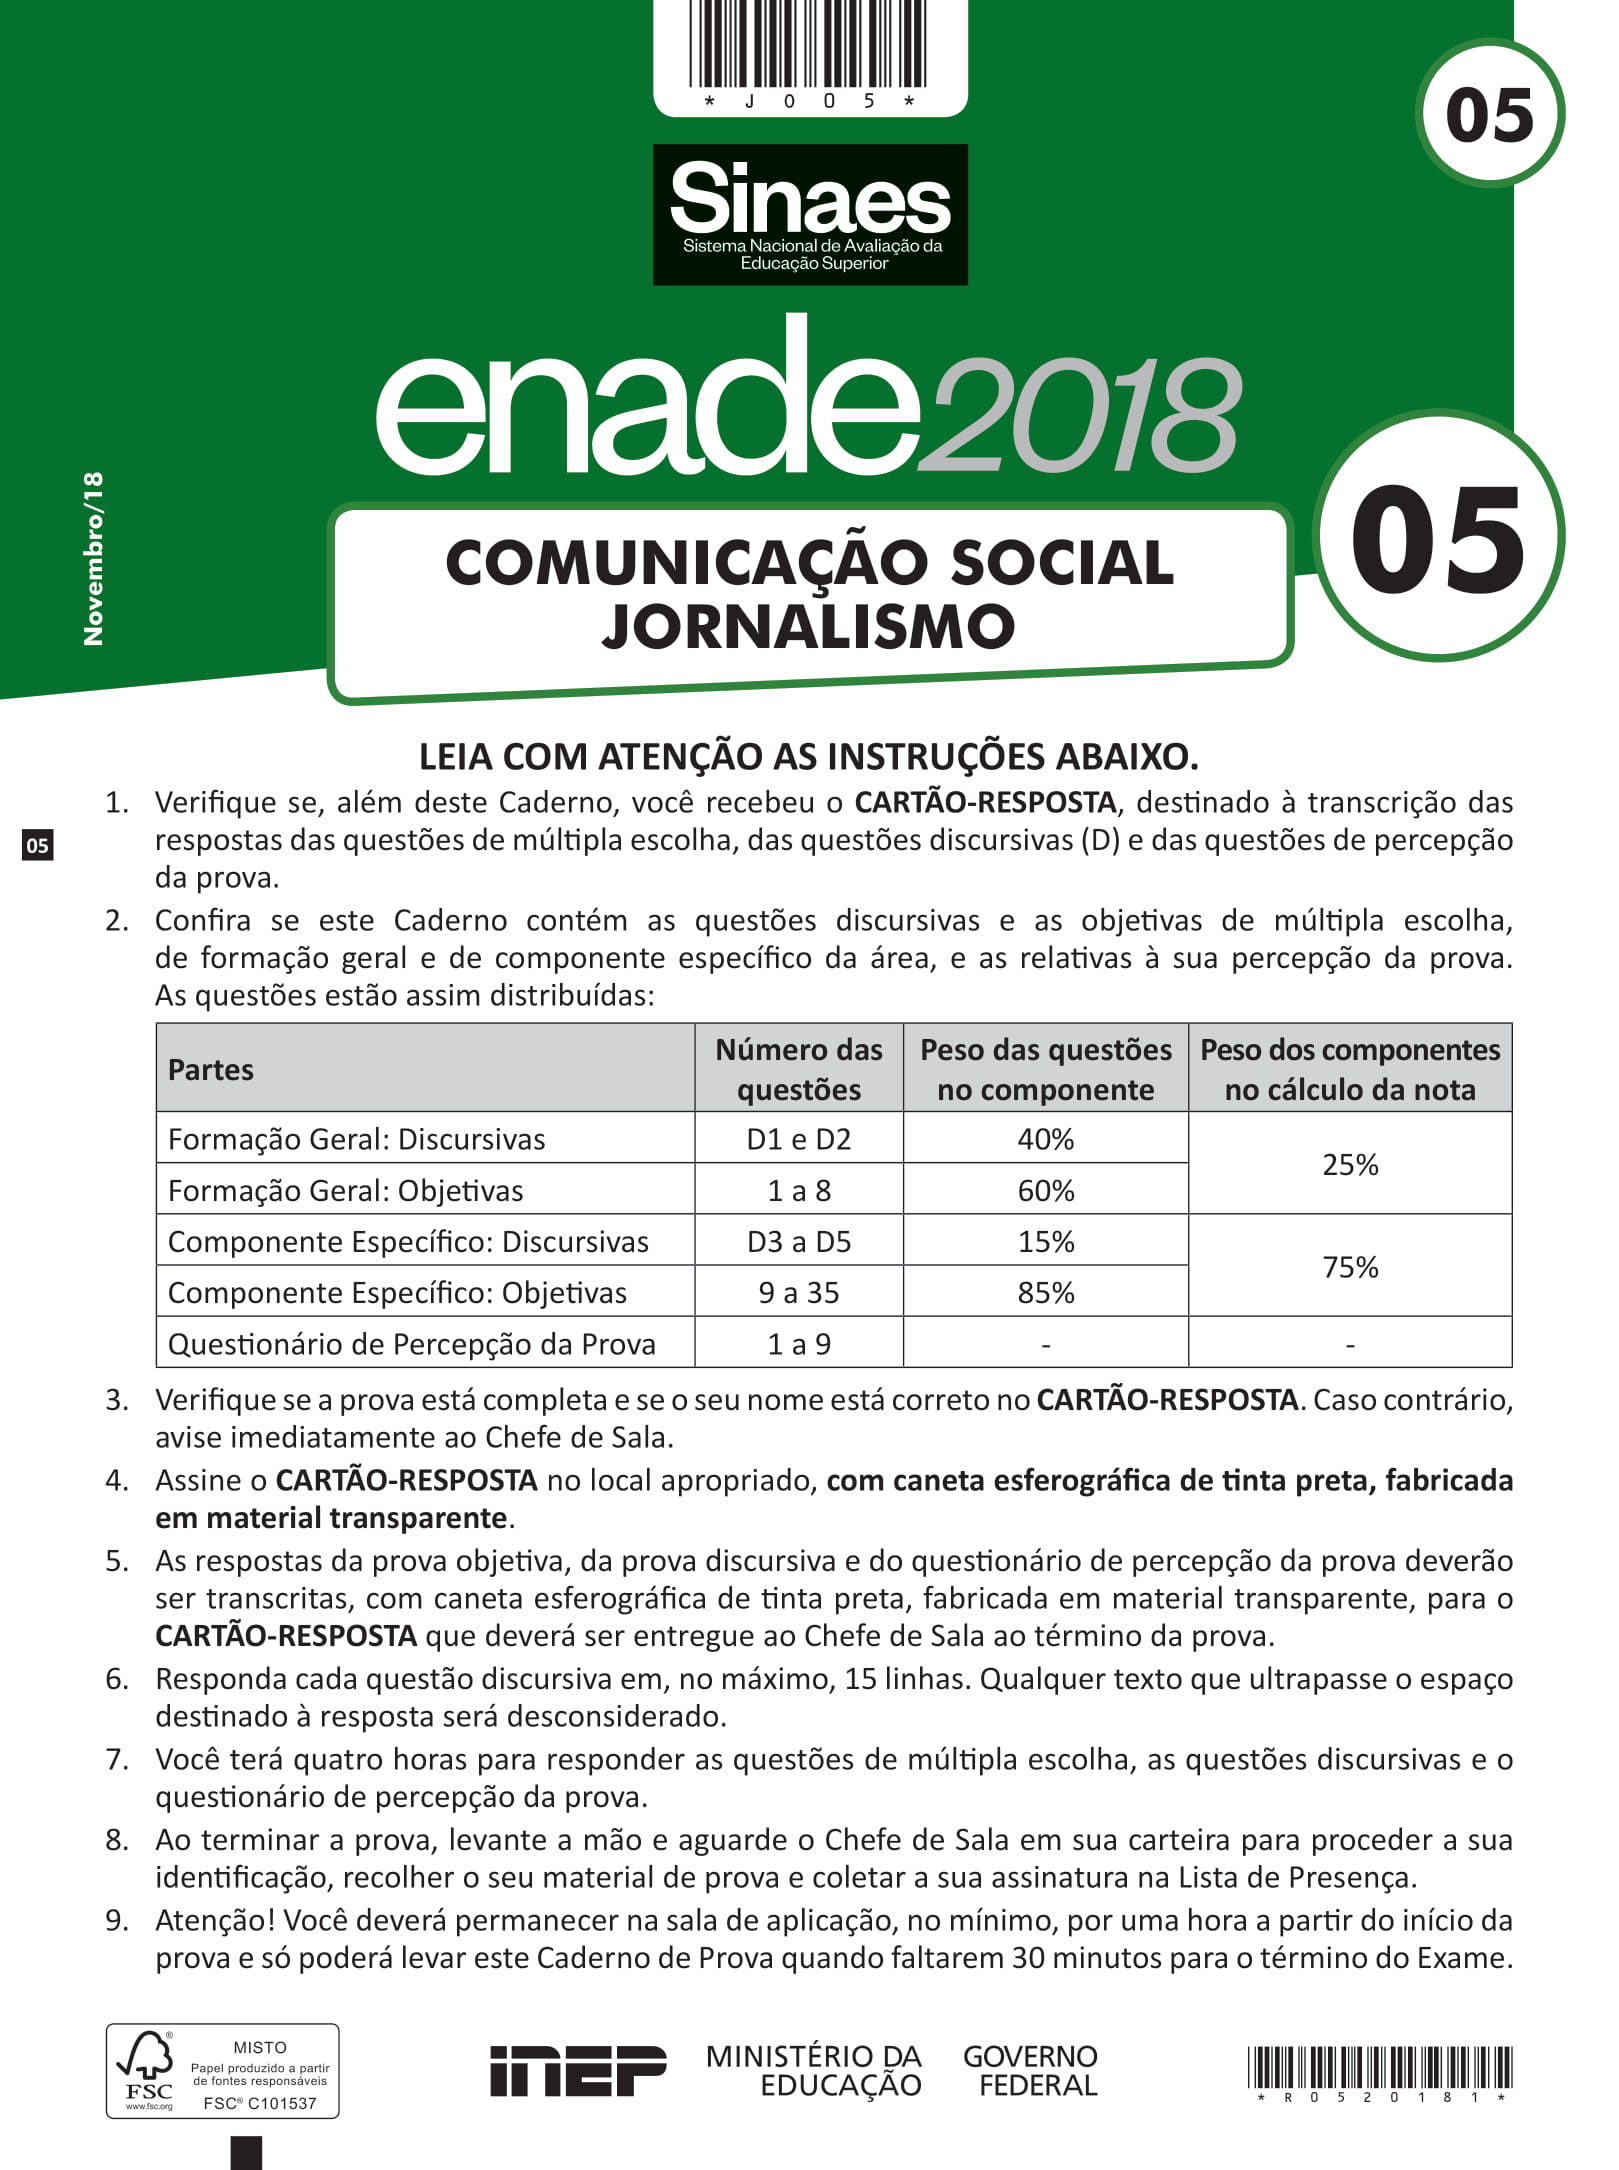 * J 0 0 5 *
05
Sinaes
Sistema Nacional de Avaliação da
Educação Superior
enade2018
Novembro/18
05
COMUNICAÇÃO SOCIAL
JORNALISMO
LEIA COM ATENÇÃO AS INSTRUÇÕES ABAIXO.
1. Verifique se, além deste Caderno, você recebeu o CARTÃO-RESPOSTA, destinado à transcrição das
05
respostas das questões de múltipla escolha, das questões discursivas (D) e das questões de percepção
da prova.
2. Confira se este Caderno contém as questões discursivas e as objetivas de múltipla escolha,
de formação geral e de componente específico da área, e as relativas à sua percepção da prova.
As questões estão assim distribuídas:
Partes
Número das
questões
Peso das questões
no componente
Peso dos componentes
no cálculo da nota
Formação Geral: Discursivas
D1 e D2
40%
25%
Formação Geral: Objetivas
1 a 8
60%
Componente Específico: Discursivas
D3 a D5
15%
75%
Componente Específico: Objetivas
9 a 35
85%
Questionário de Percepção da Prova
1 a 9
-
-
3. Verifique se a prova está completa e se o seu nome está correto no CARTÃO-RESPOSTA. Caso contrário,
avise imediatamente ao Chefe de Sala.
4. Assine o CARTÃO-RESPOSTA no local apropriado, com caneta esferográfica de tinta preta, fabricada
em material transparente.
5. As respostas da prova objetiva, da prova discursiva e do questionário de percepção da prova deverão
ser transcritas, com caneta esferográfica de tinta preta, fabricada em material transparente, para o
CARTÃO-RESPOSTA que deverá ser entregue ao Chefe de Sala ao término da prova.
6. Responda cada questão discursiva em, no máximo, 15 linhas. Qualquer texto que ultrapasse o espaço
destinado à resposta será desconsiderado.
7. Você terá quatro horas para responder as questões de múltipla escolha, as questões discursivas e o
questionário de percepção da prova.
8. Ao terminar a prova, levante a mão e aguarde o Chefe de Sala em sua carteira para proceder a sua
identificação, recolher o seu material de prova e coletar a sua assinatura na Lista de Presença.
9. Atenção! Você deverá permanecer na sala de aplicação, no mínimo, por uma hora a partir do início da
prova e só poderá levar este Caderno de Prova quando faltarem 30 minutos para o término do Exame.
®
FSC
www.fsc.org
MISTO
Papel produzido a partir
de fontes responsáveis
FSC® C101537
INEP
MINISTÉRIO DA
EDUCAÇÃO
GOVERNO
FEDERAL
* R 0 5 2 0 1 8 1 *